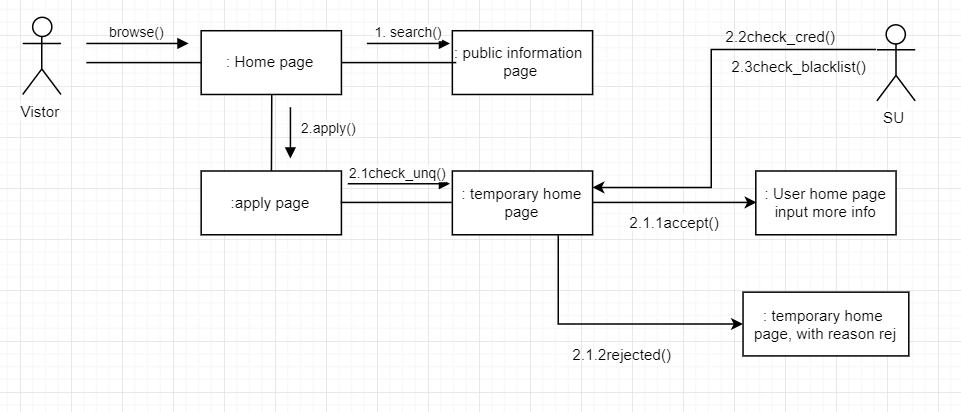 browse()
1. search()
2.2check_cred()
: Home page
: public information
page
2.3check_blacklist()
Vistor
SU
2.apply()
2.1check_unq()
:apply page
: temporary home
page
: User home page
input more info
2.1.1accept()
: temporary home
page, with reason rej
2.1.2rejected()